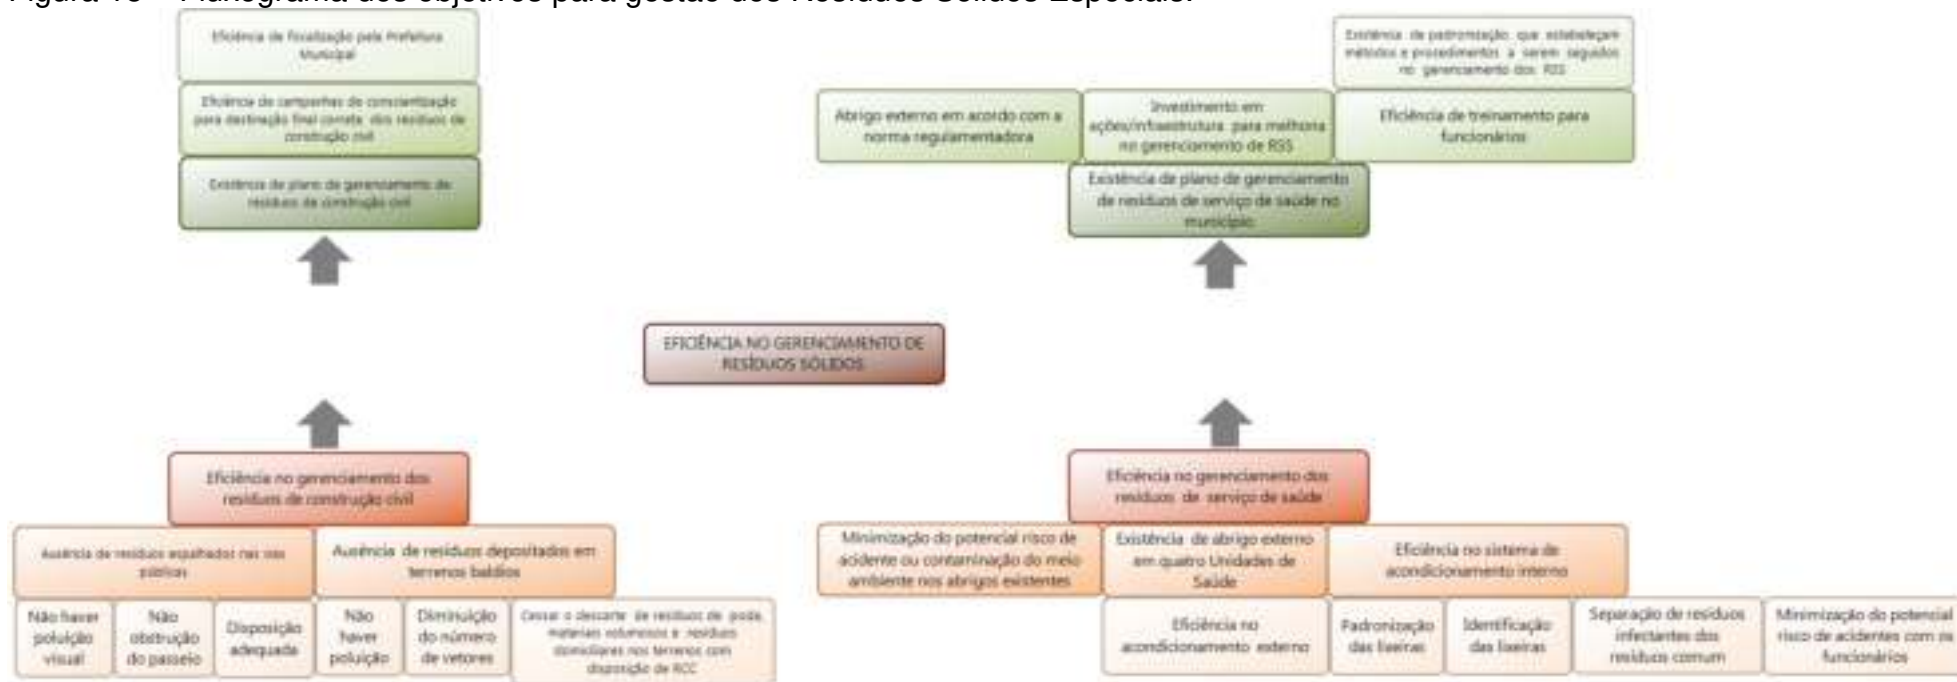 Figura 18 – Fluxograma dos objetivos para gestão dos Resíduos Sólidos Especiais.
Eficiência de fiscalização pela Prefeitura
Municipal
Eficiência de campanhas de conscientização
para destinação final correta dos resíduos de
construção civil
Existência de plano de gerenciamento de
resíduos de construção civil
Existência de padronização que estabeleçam
métodos e procedimentos a serem seguidos
no gerenciamento dos RSS
Abrigo externo em acordo com a
norma regulamentadora
Investimento em
ações/infraestrutura para melhoria
no gerenciamento de RSS
Eficiência de treinamento para
funcionários
Existência de plano de gerenciamento
de resíduos de serviço de saúde no
município
EFICIÊNCIA NO GERENCIAMENTO DE
RESÍDUOS SÓLIDOS
Eficiência no gerenciamento dos
resíduos de construção civil
Ausência de resíduos espalhados nas vias
públicas
Ausência de resíduos depositados em
terrenos baldios
Não haver
poluição
visual
Não
obstrução
do passeio
Disposição
adequada
Não
haver
poluição
Diminuição
do número
de vetores
Cessar o descarte de resíduos de poda,
materiais volumosos e resíduos
domiciliares nos terrenos com
disposição de RCC
Eficiência no gerenciamento dos
resíduos de serviço de saúde
Minimização do potencial risco de
acidente ou contaminação do meio
ambiente nos abrigos existentes
Existência de abrigo externo
em quatro Unidades de
Saúde
Eficiência no sistema de
acondicionamento interno
Eficiência no
acondicionamento externo
Padronização
das lixeiras
Identificação
das lixeiras
Separação de resíduos
infectantes dos
resíduos comum
Minimização do potencial
risco de acidentes com os
funcionários